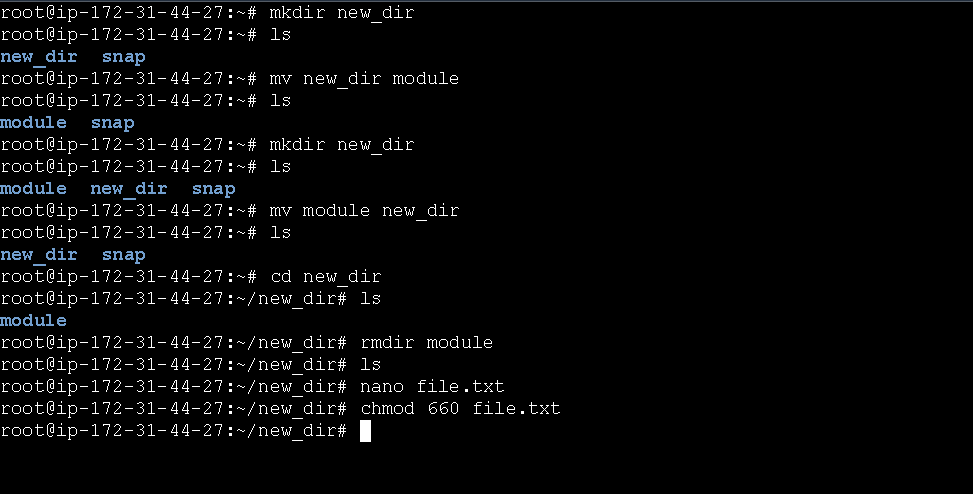 root@ip-172-31-44-27:~# mkdir new_dir
root@ip-172-31-44-27:~# ls
new_dir  snap
root@ip-172-31-44-27:~# mv new_dir module
root@ip-172-31-44-27:~# ls
module  snap
root@ip-172-31-44-27:~# mkdir new_dir
root@ip-172-31-44-27:~# ls
module  new_dir  snap
root@ip-172-31-44-27:~# mv module new_dir
root@ip-172-31-44-27:~# ls
new_dir  snap
root@ip-172-31-44-27:~# cd new_dir
root@ip-172-31-44-27:~/new_dir# ls
module
root@ip-172-31-44-27:~/new_dir# rmdir module
root@ip-172-31-44-27:~/new_dir# ls
root@ip-172-31-44-27:~/new_dir# nano file.txt
root@ip-172-31-44-27:~/new_dir# chmod 660 file.txt
root@ip-172-31-44-27:~/new_dir#